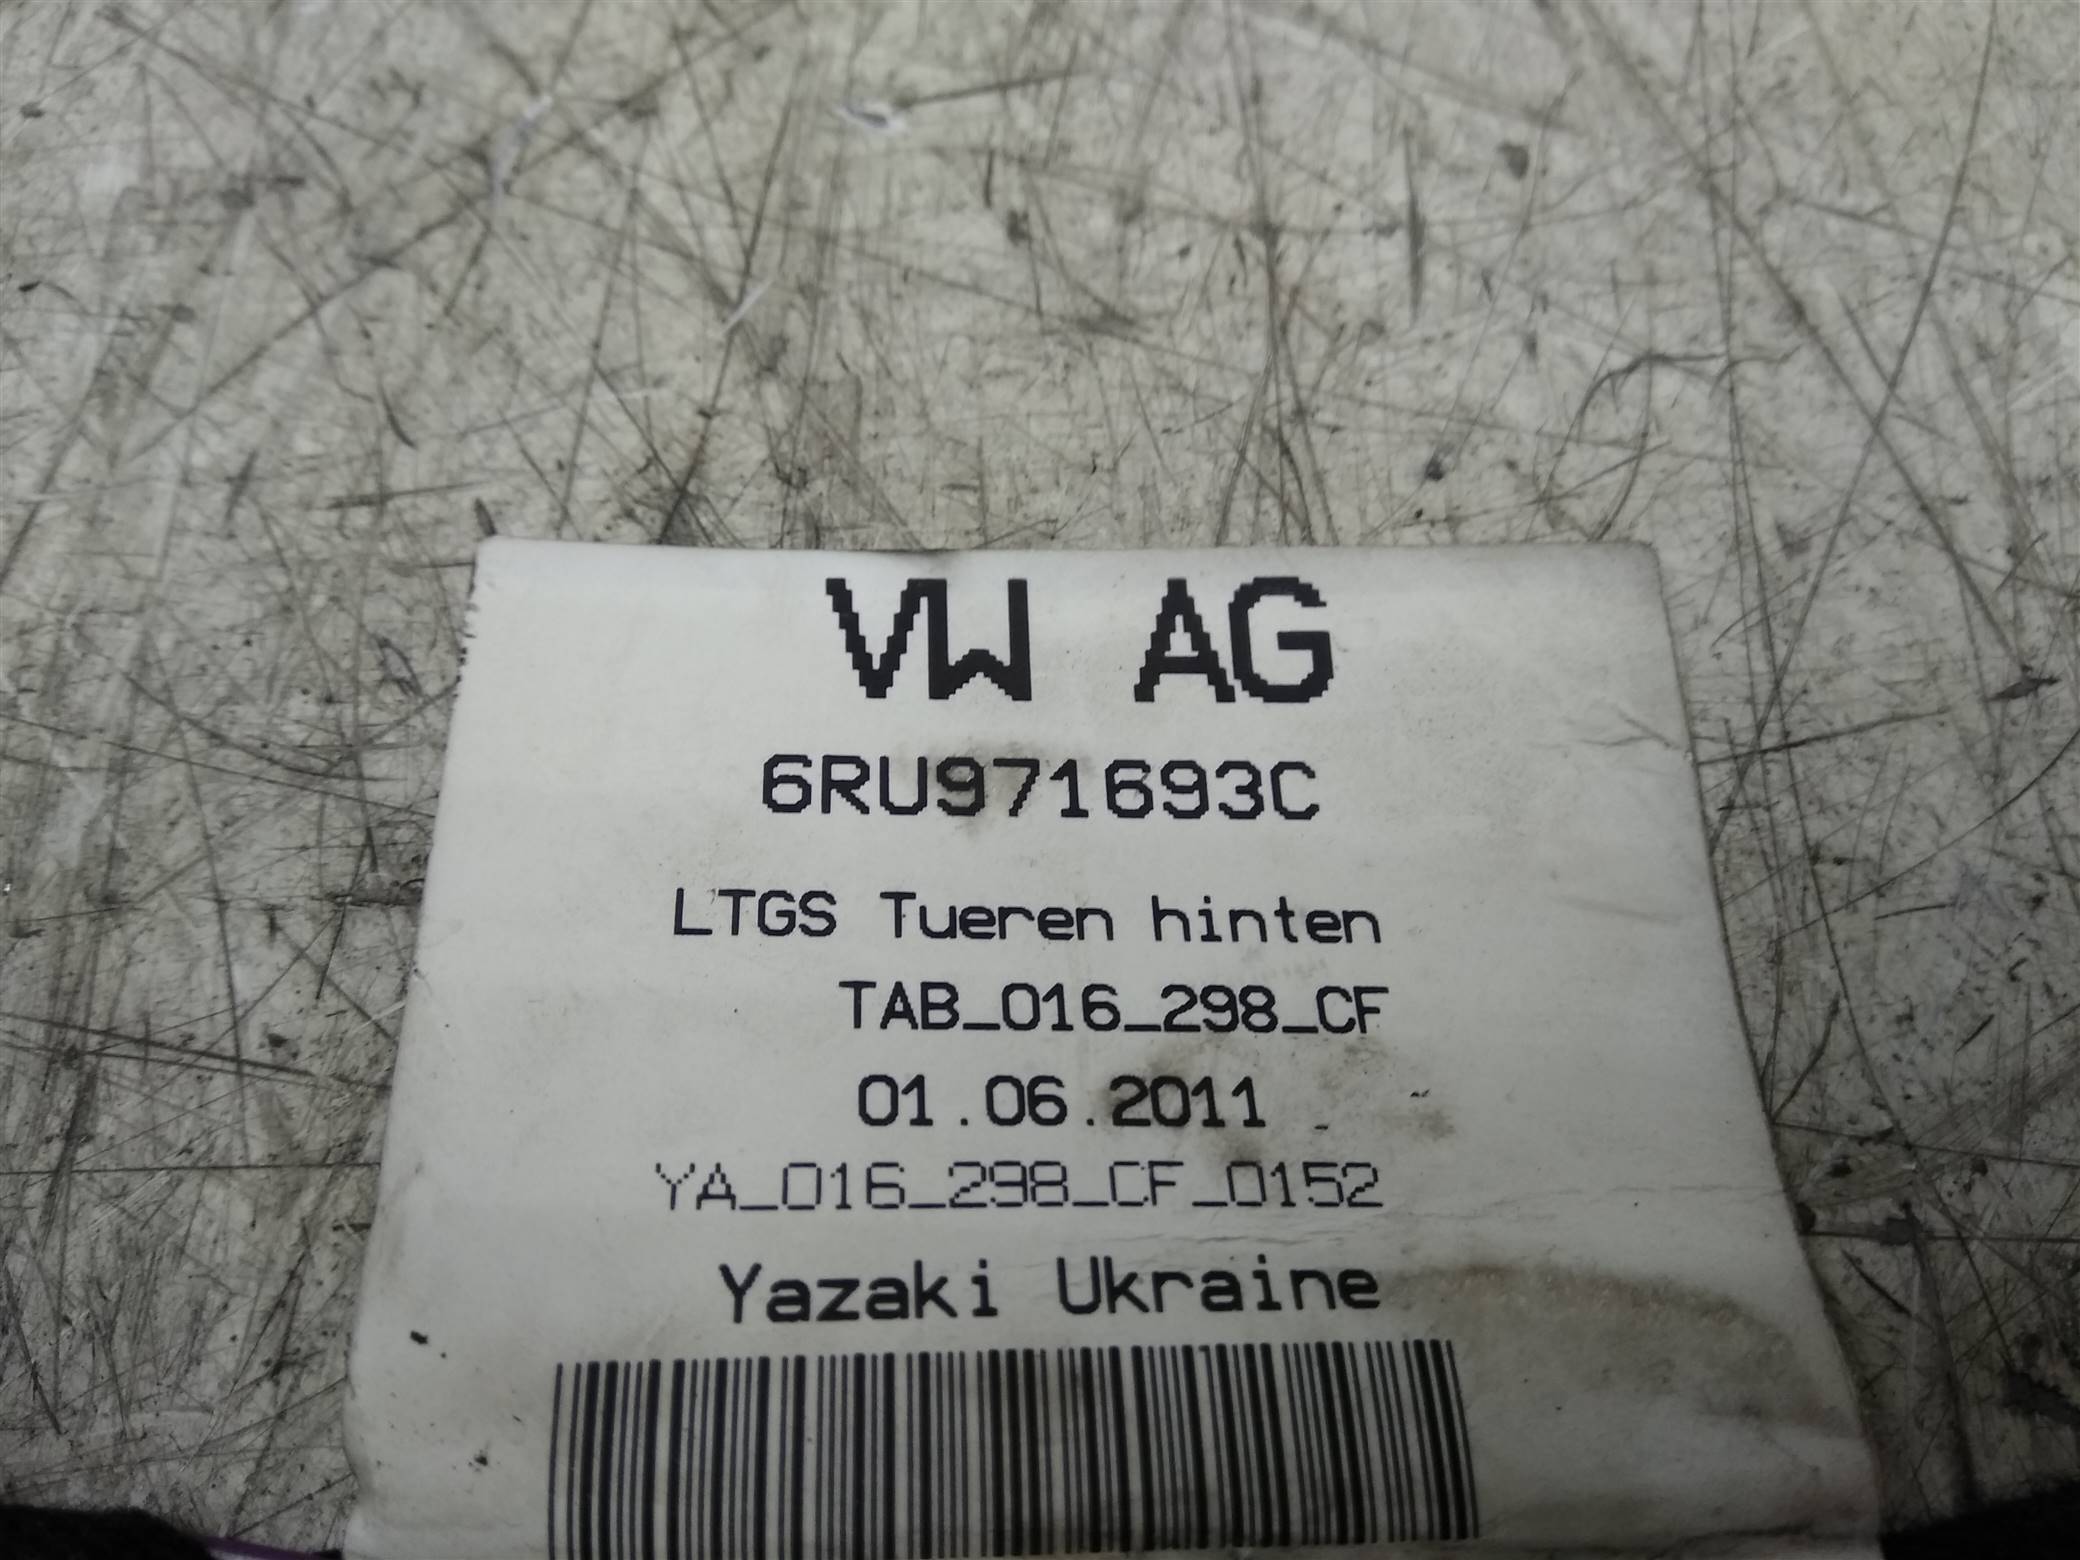 VW AG
6RU971693C
LTGS Tueren hinten
TAB_016_298_CF
01.06.2011
YA_016_298_CF_0152
Yazaki Ukraine